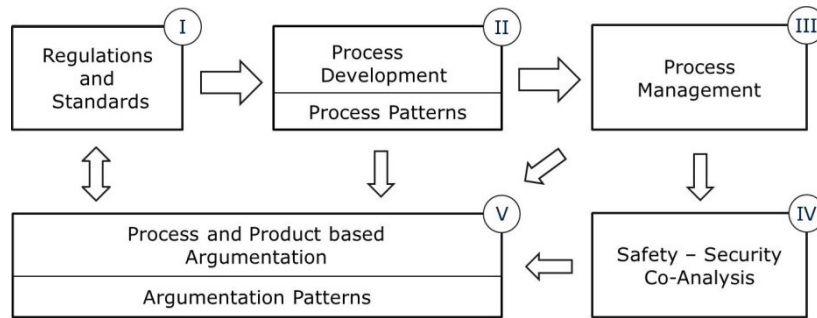 I
Regulations
and
Standards
II
Process
Development
Process Patterns
III
Process
Management
V
Process and Product based
Argumentation
Argumentation Patterns
IV
Safety – Security
Co-Analysis